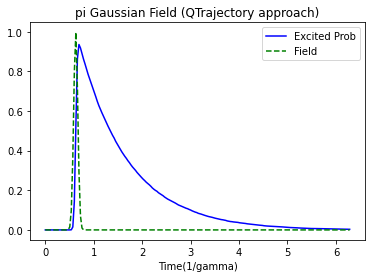 pi Gaussian Field (QTrajectory approach)
1.0
0.8
0.6
0.4
0.2
0.0
Excited Prob
Field
0 1 2 3 4 5 6
Time(1/gamma)